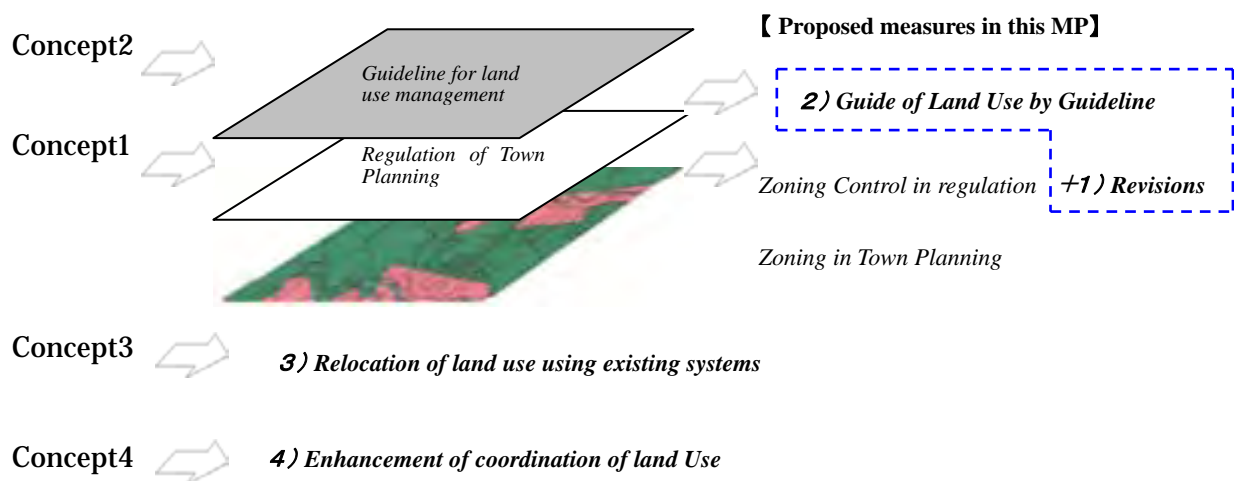 Concept2
Guideline for land
use management
【 Proposed measures in this MP】
2) Guide of Land Use by Guideline
Concept1
Regulation of Town
Planning
Zoning Control in regulation
+1) Revisions
Zoning in Town Planning
Concept3
3) Relocation of land use using existing systems
Concept4
4) Enhancement of coordination of land Use